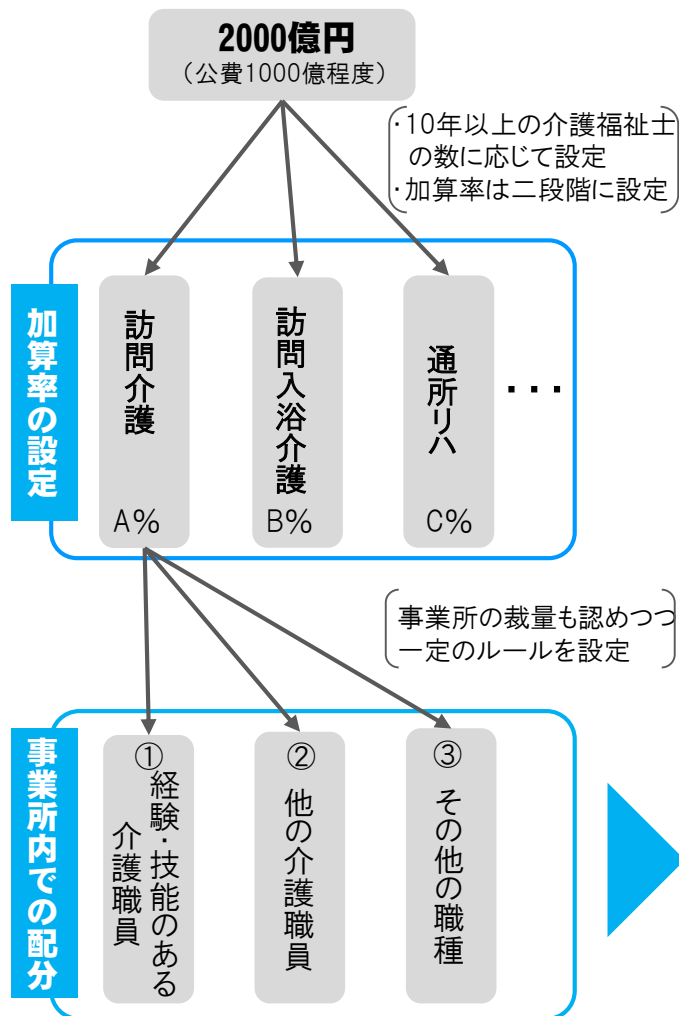 2000億円
（公費1000億程度）
・10年以上の介護福祉士
の数に応じて設定
・加算率は二段階に設定
加算率の設定
訪問介護
A%
訪問入浴介護
B%
通所リハ
C%
・・・
事業所の裁量も認めつつ
一定のルールを設定
事業所内での配分
①
経験・技能のある
介護職員
②
他の介護職員
③
その他の職種